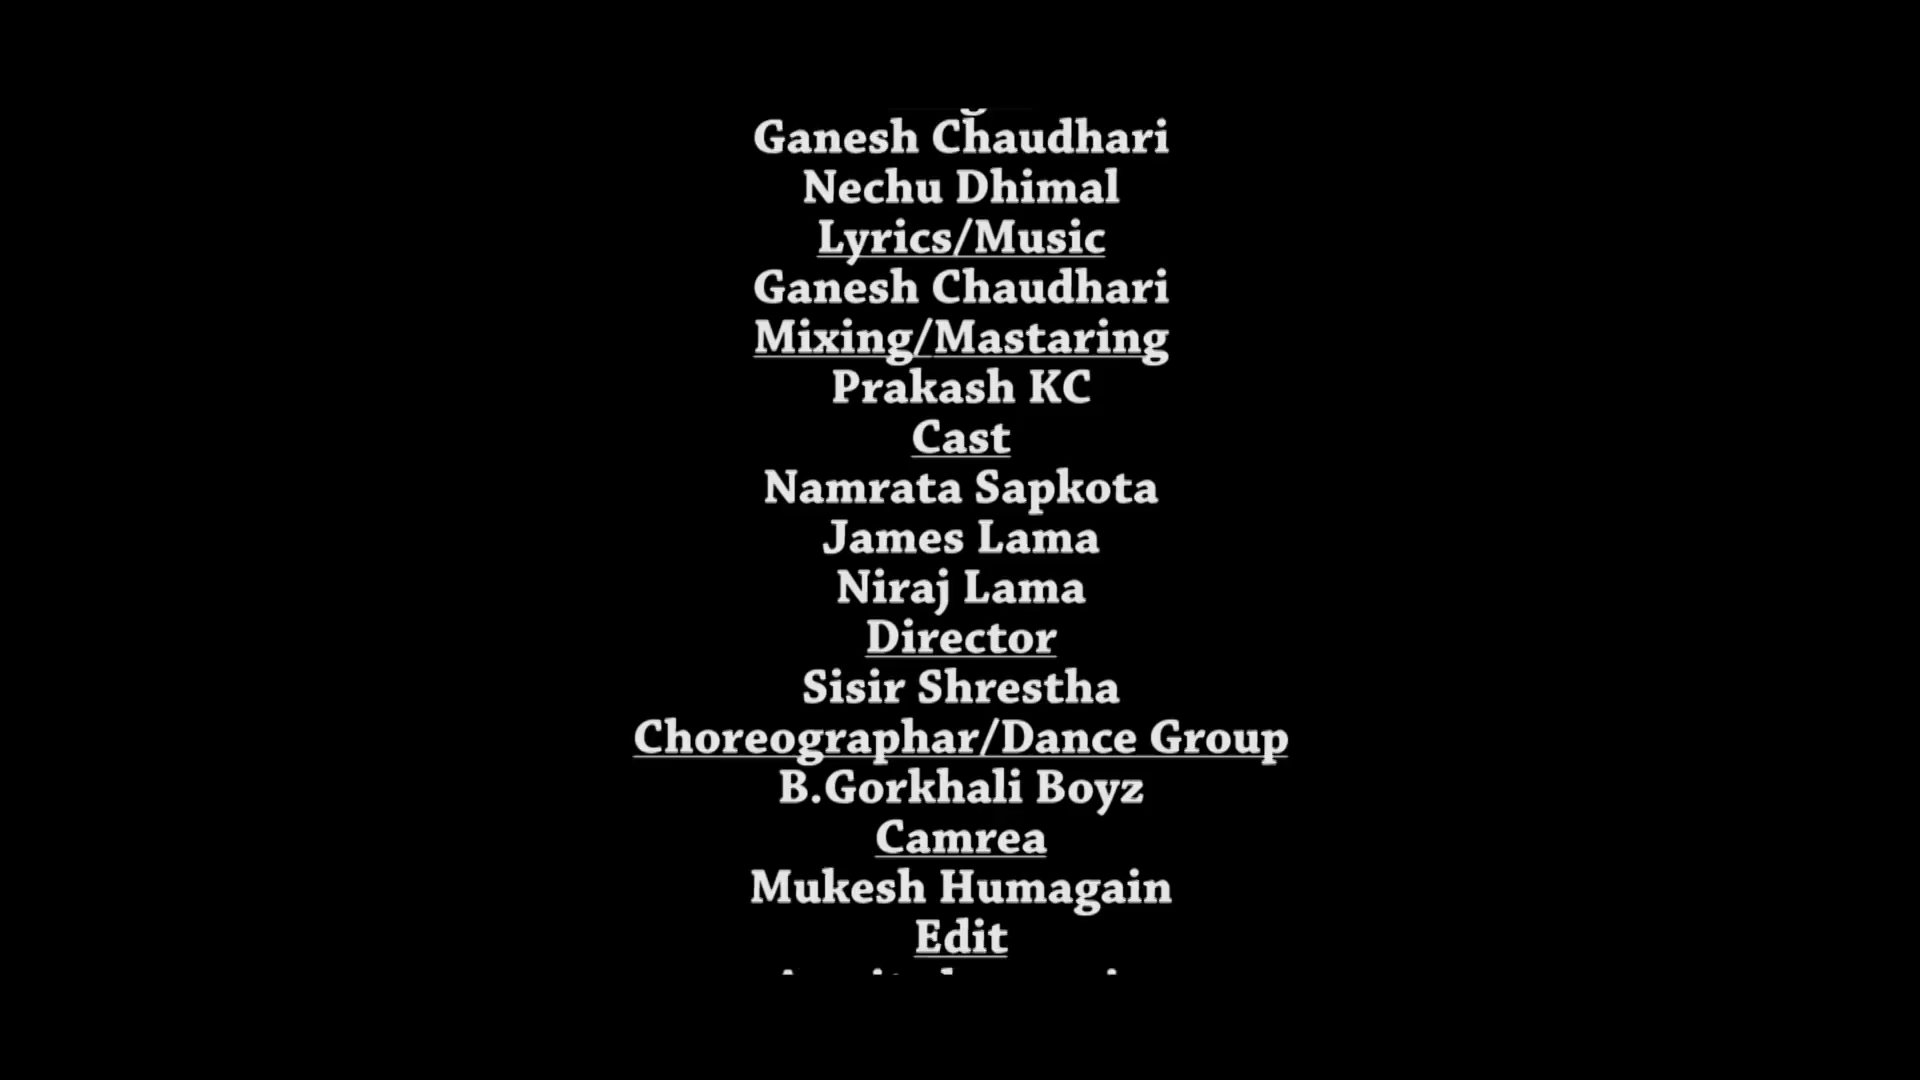 Ganesh Chaudhari
Nechu Dhimal
Lyrics/Music
Ganesh Chaudhari
Mixing/Mastaring
Prakash KC
Cast
Namrata Sapkota
James Lama
Niraj Lama
Director
Sisir Shrestha
Choreographar/Dance Group
B.Gorkhali Boyz
Camrea
Mukesh Humagain
Edit